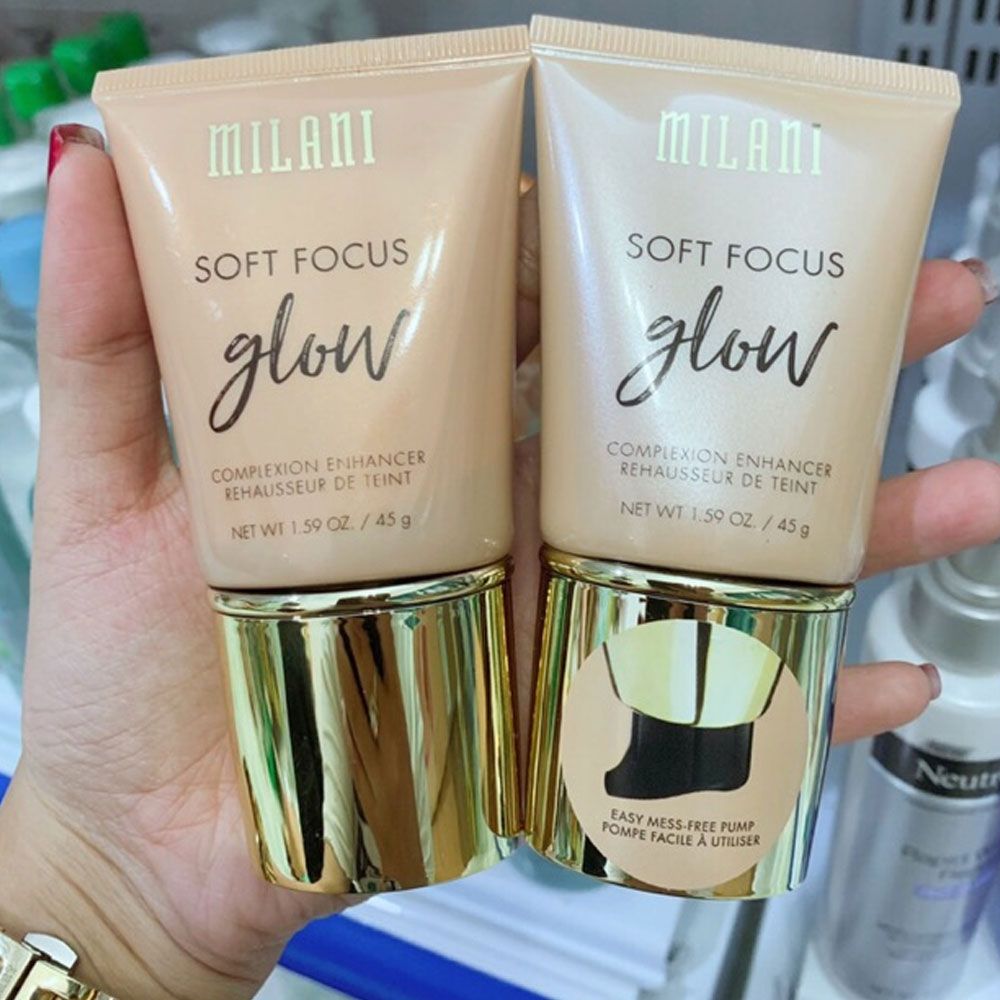 MILANI
SOFT FOCUS
glow
COMPLEXION ENHANCER
REHAUSSEUR DE TEINT
NET WT 1.59 OZ. / 45 g
MILANI
SOFT FOCUS
glow
COMPLEXION ENHANCER
REHAUSSEUR DE TEINT
NET WT 1.59 OZ. / 45 g
EASY MESS-FREE PUMP
POMPE FACILE À UTILISER